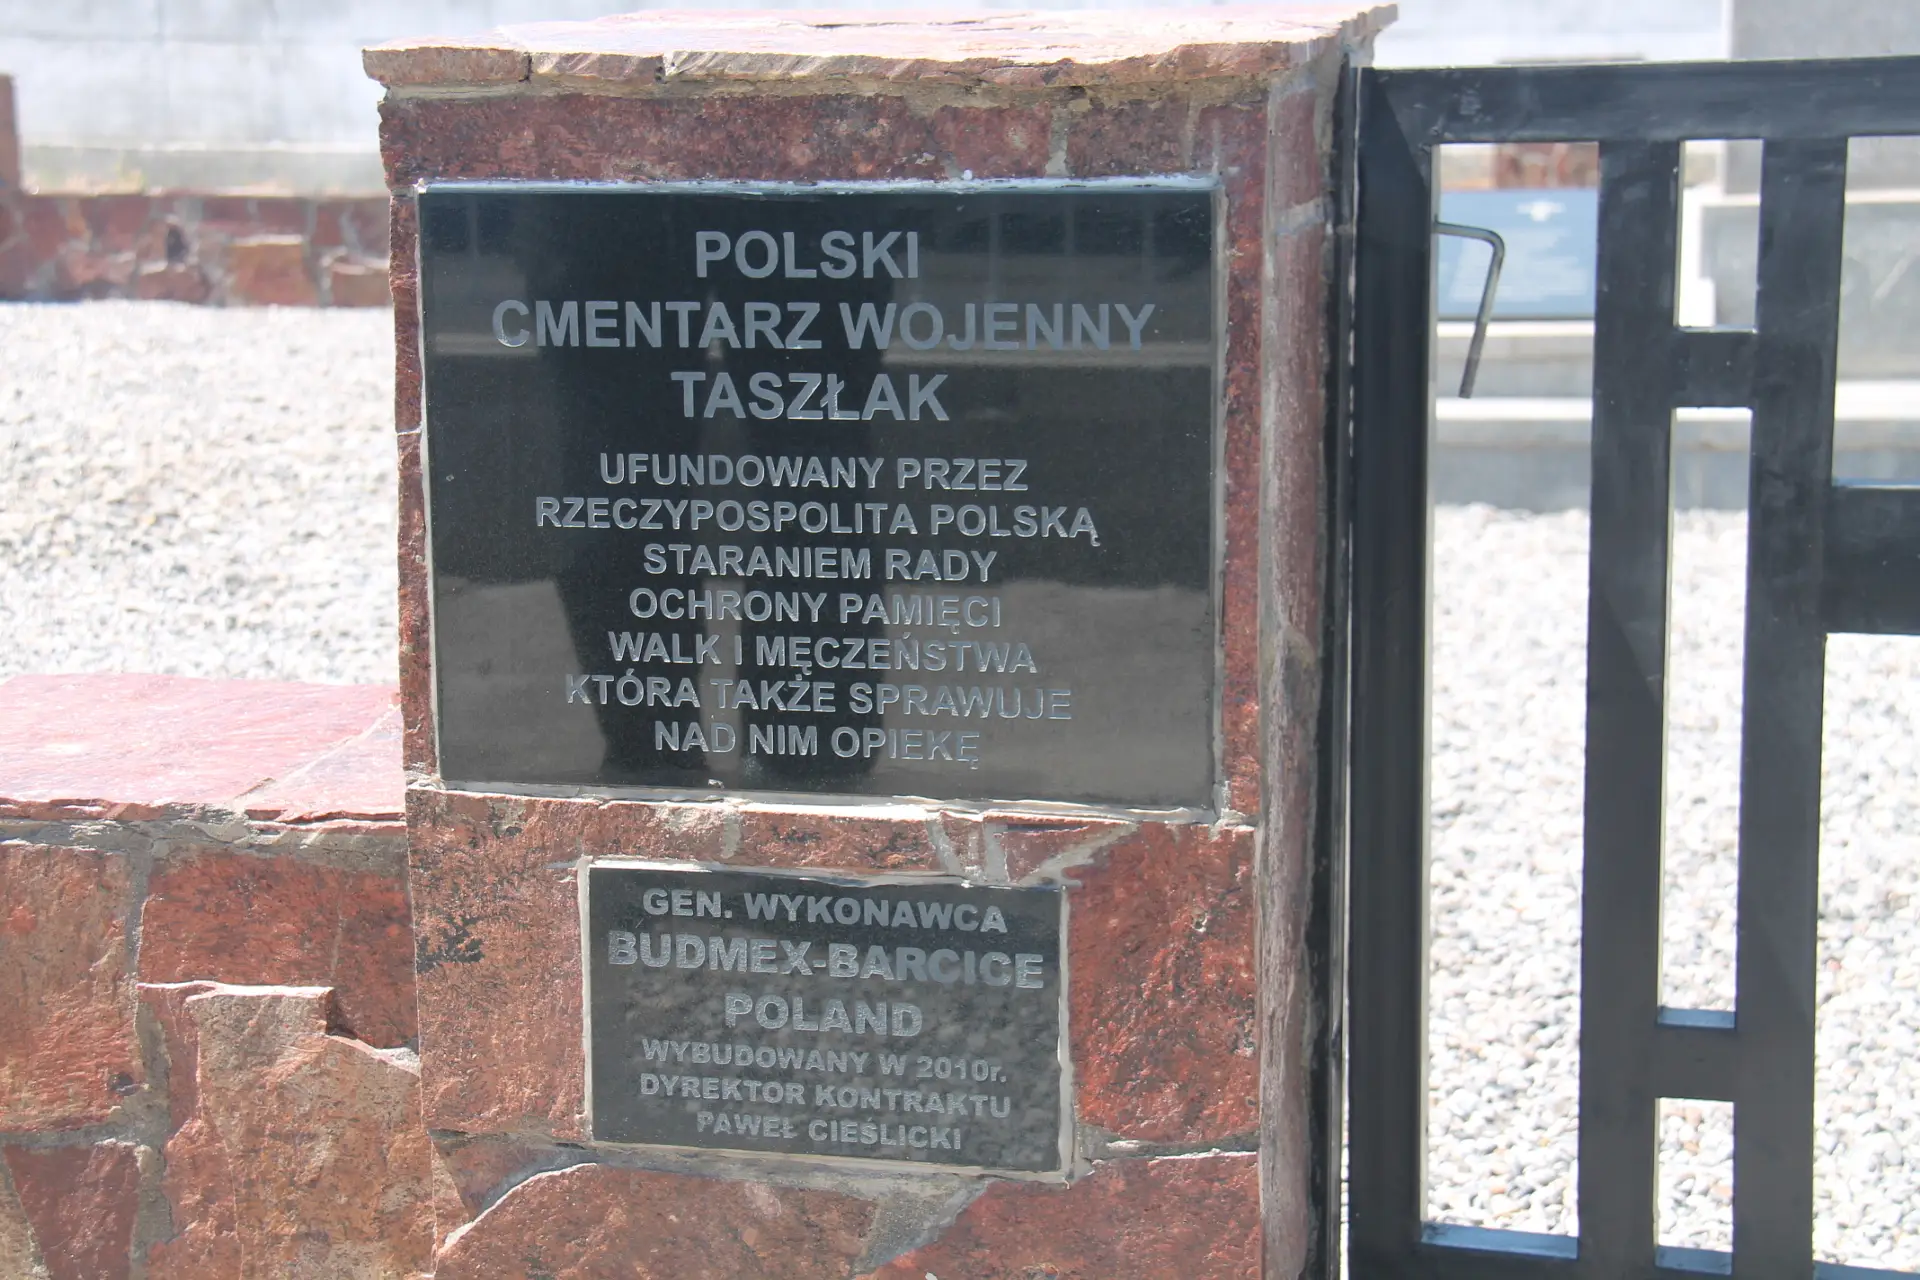 POLSKI
CMENTARZ WOJENNY
TASZŁAK
UFUNDOWANY PRZEZ
RZECZYPOSPOLITA POLSKĄ
STARANIEM RADY
OCHRONY PAMIĘCI
WALK I MĘCZEŃSTWA
KTÓRA TAKŻE SPRAWUJE
NAD NIM OPIEKĘ
GEN. WYKONAWCA
BUDMEX-BARCICE
POLAND
WYBUDOWANY W 2010r.
DYREKTOR KONTRAKTU
PAWEŁ CIEŚLICKI